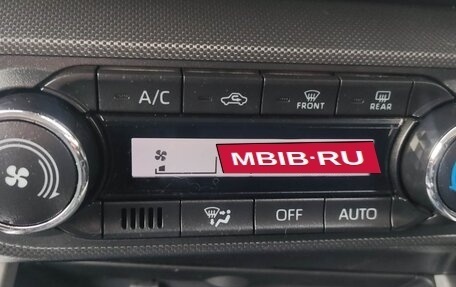 A/C
FRONT
REAR
MBIB·RU
OFF
AUTO